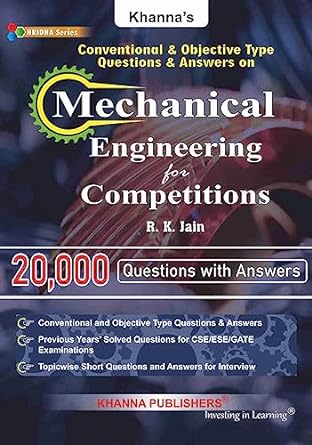 HRIDHA Series
Khanna's
Conventional & Objective Type
Questions & Answers on
Mechanical
Engineering
for
Competitions
R. K. Jain
20,000 Questions with Answers
Conventional and Objective Type Questions & Answers
Previous Years' Solved Questions for CSE/ESE/GATE
Examinations
Topicwise Short Questions and Answers for Interview
KHANNA PUBLISHERS®
Investing in Learning®